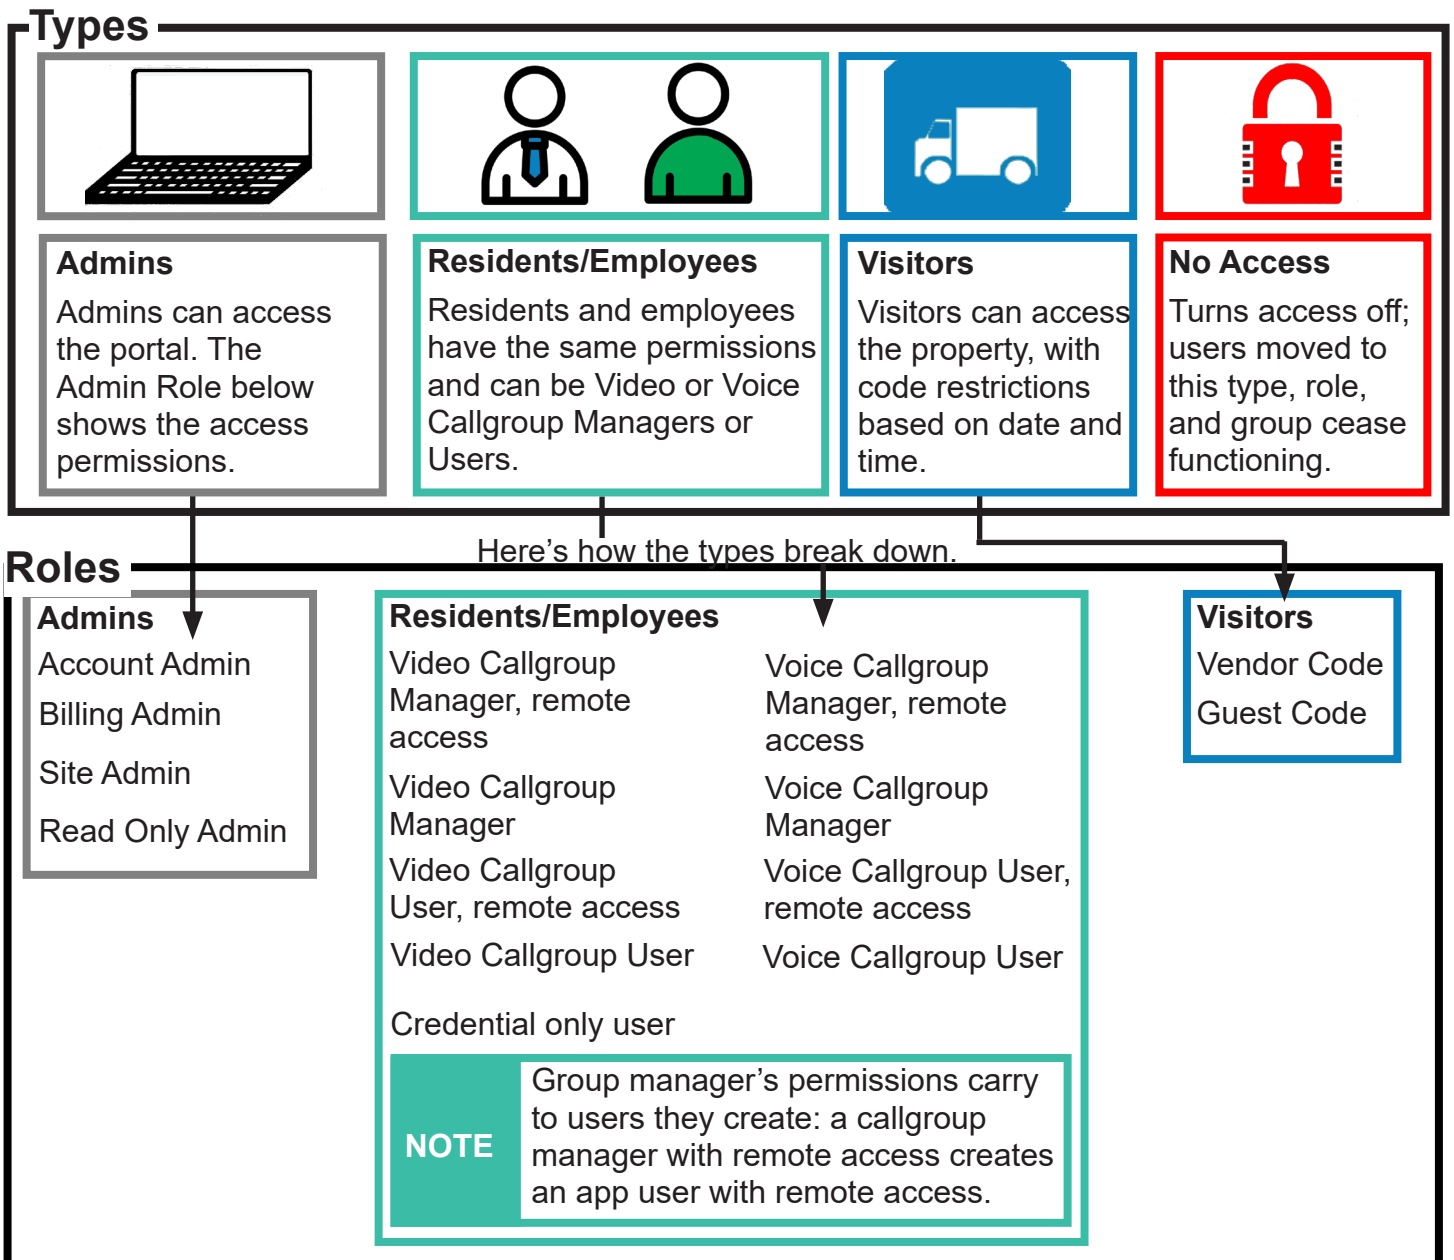 Types
Admins
Admins can access
the portal. The
Admin Role below
shows the access
permissions.
Residents/Employees
Residents and employees
have the same permissions
and can be Video or Voice
Callgroup Managers or
Users.
Visitors
Visitors can access
the property, with
code restrictions
based on date and
time.
No Access
Turns access off;
users moved to
this type, role,
and group cease
functioning.
Here’s how the types break down.
Roles
Admins
Account Admin
Billing Admin
Site Admin
Read Only Admin
Residents/Employees
Video Callgroup
Manager, remote
access
Video Callgroup
Manager
Video Callgroup
User, remote access
Video Callgroup User
Voice Callgroup
Manager, remote
access
Voice Callgroup
Manager
Voice Callgroup User,
remote access
Voice Callgroup User
Credential only user
NOTE
Group manager’s permissions carry
to users they create: a callgroup
manager with remote access creates
an app user with remote access.
Visitors
Vendor Code
Guest Code